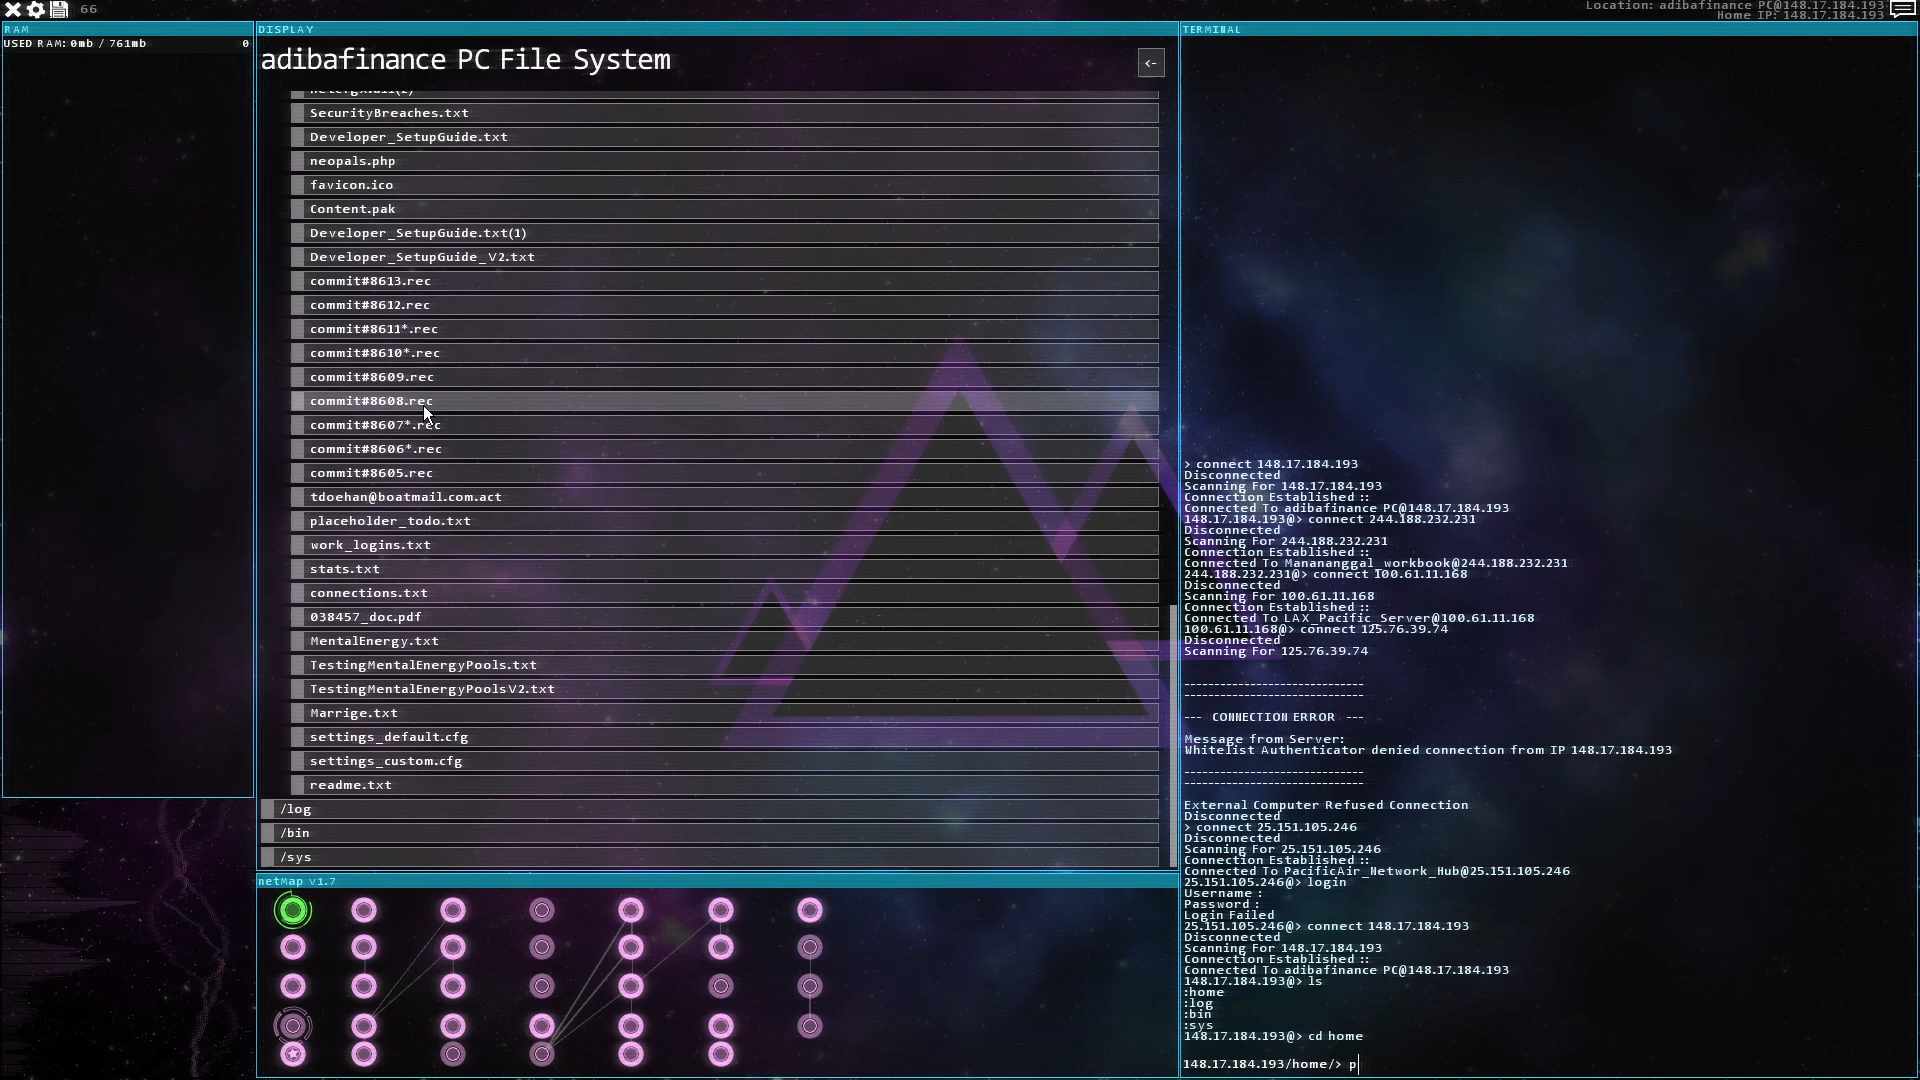 66
Location: adibafinance PC@148.17.184.193
Home IP: 148.17.184.193
RAM
USED RAM: 0mb / 761mb 0
DISPLAY
adibafinance PC File System
<-
SecurityBreaches.txt
Developer_SetupGuide.txt
neopals.php
favicon.ico
Content.pak
Developer_SetupGuide.txt(1)
Developer_SetupGuide_V2.txt
commit#8613.rec
commit#8612.rec
commit#8611*.rec
commit#8610*.rec
commit#8609.rec
commit#8608.rec
commit#8607*.rec
commit#8606*.rec
commit#8605.rec
tdoehan@boatmail.com.act
placeholder_todo.txt
work_logins.txt
stats.txt
connections.txt
038457_doc.pdf
MentalEnergy.txt
TestingMentalEnergyPools.txt
TestingMentalEnergyPoolsV2.txt
Marrige.txt
settings_default.cfg
settings_custom.cfg
readme.txt
/log
/bin
/sys
netMap v1.7
TERMINAL
> connect 148.17.184.193
Disconnected
Scanning For 148.17.184.193
Connection Established ::
Connected To adibafinance PC@148.17.184.193
148.17.184.193@> connect 244.188.232.231
Disconnected
Scanning For 244.188.232.231
Connection Established ::
Connected To Manananggal_workbook@244.188.232.231
244.188.232.231@> connect 100.61.11.168
Disconnected
Scanning For 100.61.11.168
Connection Established ::
Connected To LAX_Pacific_Server@100.61.11.168
100.61.11.168@> connect 125.76.39.74
Disconnected
Scanning For 125.76.39.74
------------------------------
------------------------------
--- CONNECTION ERROR ---
Message from Server:
Whitelist Authenticator denied connection from IP 148.17.184.193
------------------------------
------------------------------
External Computer Refused Connection
Disconnected
> connect 25.151.105.246
Disconnected
Scanning For 25.151.105.246
Connection Established ::
Connected To PacificAir_Network_Hub@25.151.105.246
25.151.105.246@> login
Username :
Password :
Login Failed
25.151.105.246@> connect 148.17.184.193
Disconnected
Scanning For 148.17.184.193
Connection Established ::
Connected To adibafinance PC@148.17.184.193
148.17.184.193@> ls
:home
:log
:bin
:sys
148.17.184.193@> cd home
148.17.184.193/home/> p